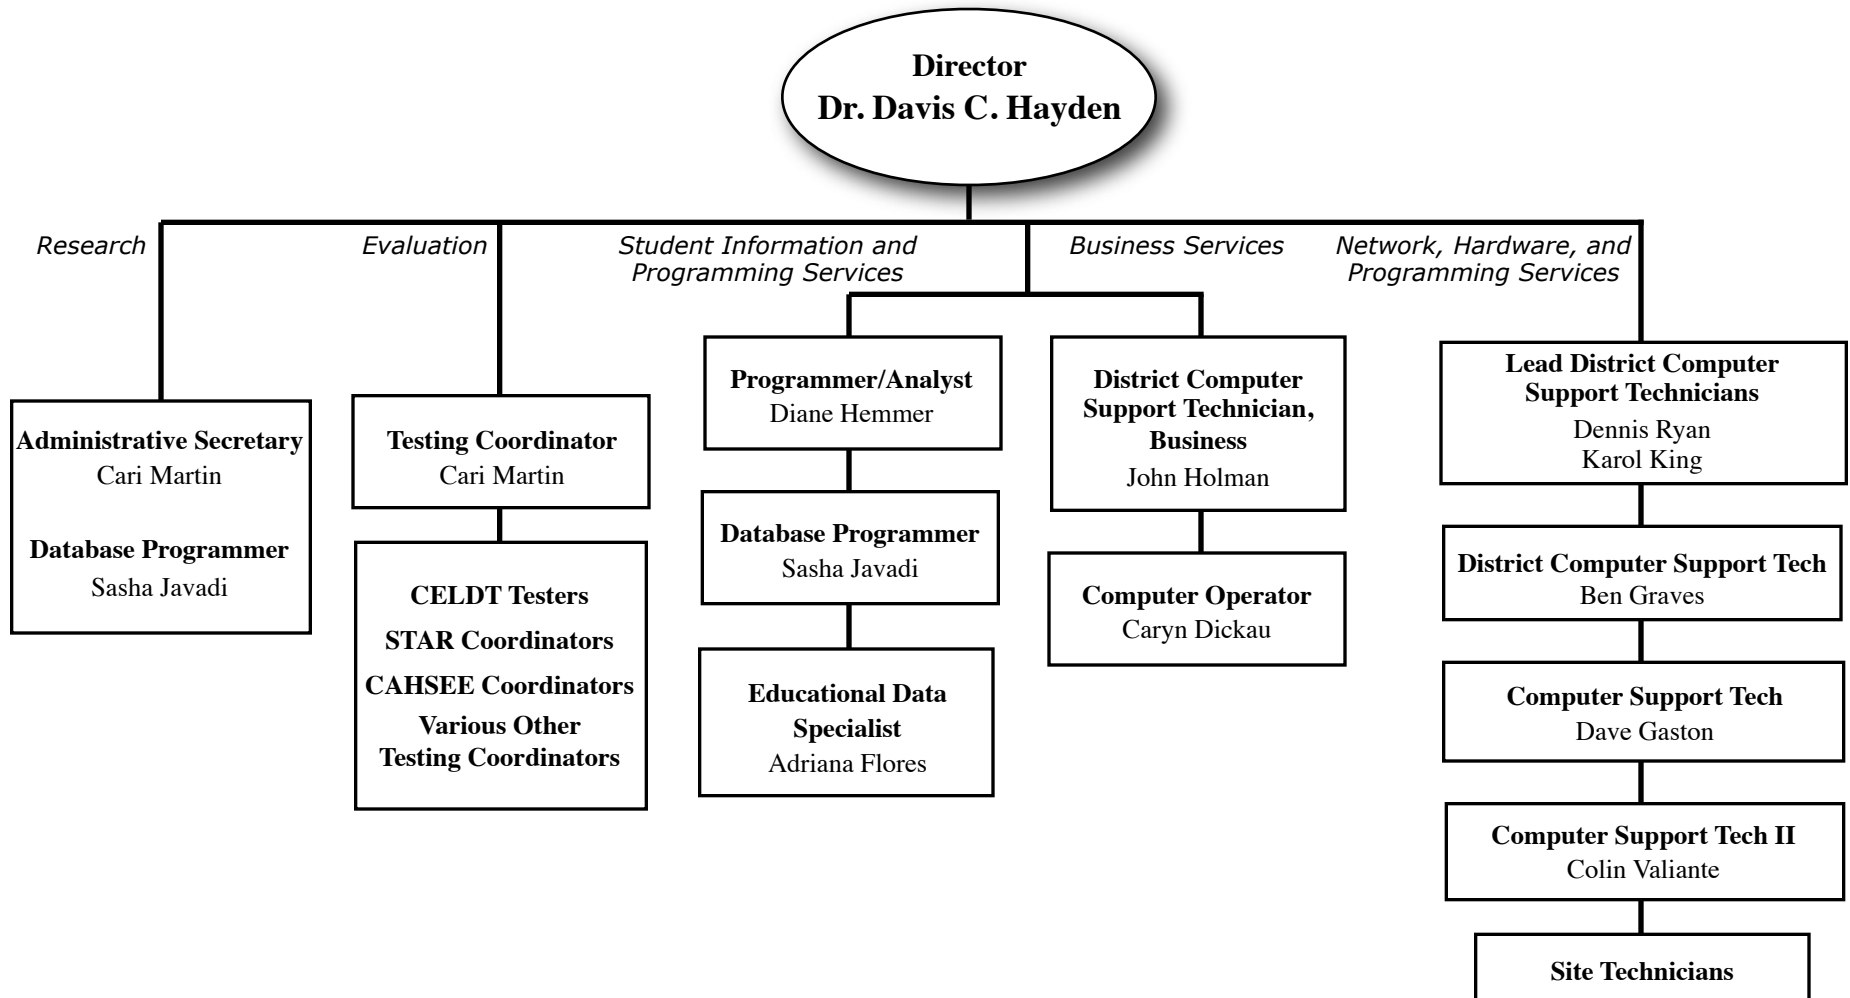 Director
Dr. Davis C. Hayden
Research
Evaluation
Student Information and
Programming Services
Business Services
Network, Hardware, and
Programming Services
Administrative Secretary
Cari Martin
Database Programmer
Sasha Javadi
Testing Coordinator
Cari Martin
CELDT Testers
STAR Coordinators
CAHSEE Coordinators
Various Other
Testing Coordinators
Programmer/Analyst
Diane Hemmer
Database Programmer
Sasha Javadi
Educational Data
Specialist
Adriana Flores
District Computer
Support Technician,
Business
John Holman
Computer Operator
Caryn Dickau
Lead District Computer
Support Technicians
Dennis Ryan
Karol King
District Computer Support Tech
Ben Graves
Computer Support Tech
Dave Gaston
Computer Support Tech II
Colin Valiante
Site Technicians